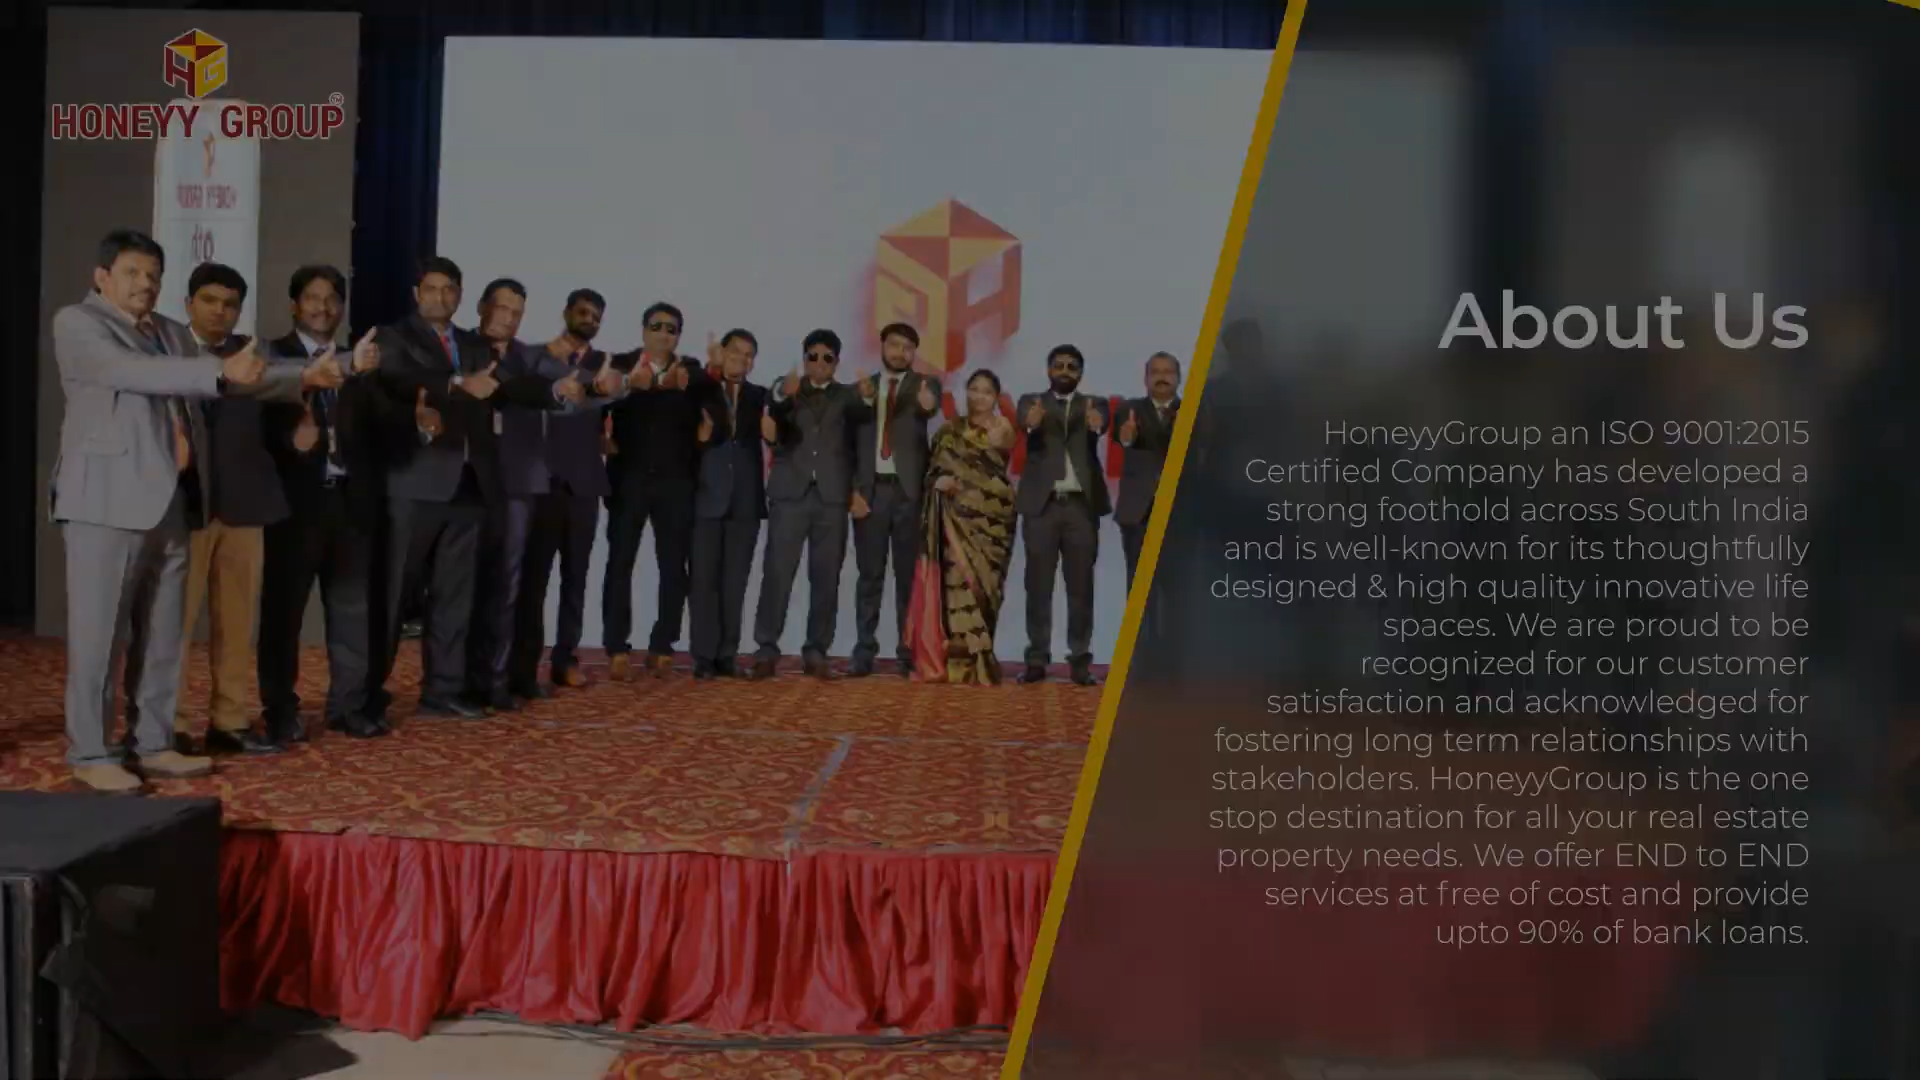 HG
HONEYY GROUP
H
About Us
HoneyyGroup an ISO 9001:2015
Certified Company has developed a
strong foothold across South India
and is well-known for its thoughtfully
designed & high quality innovative life
spaces. We are proud to be
recognized for our customer
satisfaction and acknowledged for
fostering long term relationships with
stakeholders. HoneyyGroup is the one
stop destination for all your real estate
property needs. We offer END to END
services at free of cost and provide
upto 90% of bank loans.